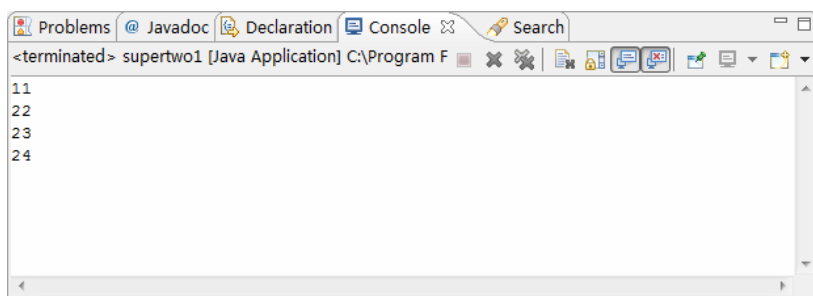 Problems @ Javadoc Declaration Console Search
<terminated> supertwo1 [Java Application] C:\Program F
11
22
23
24